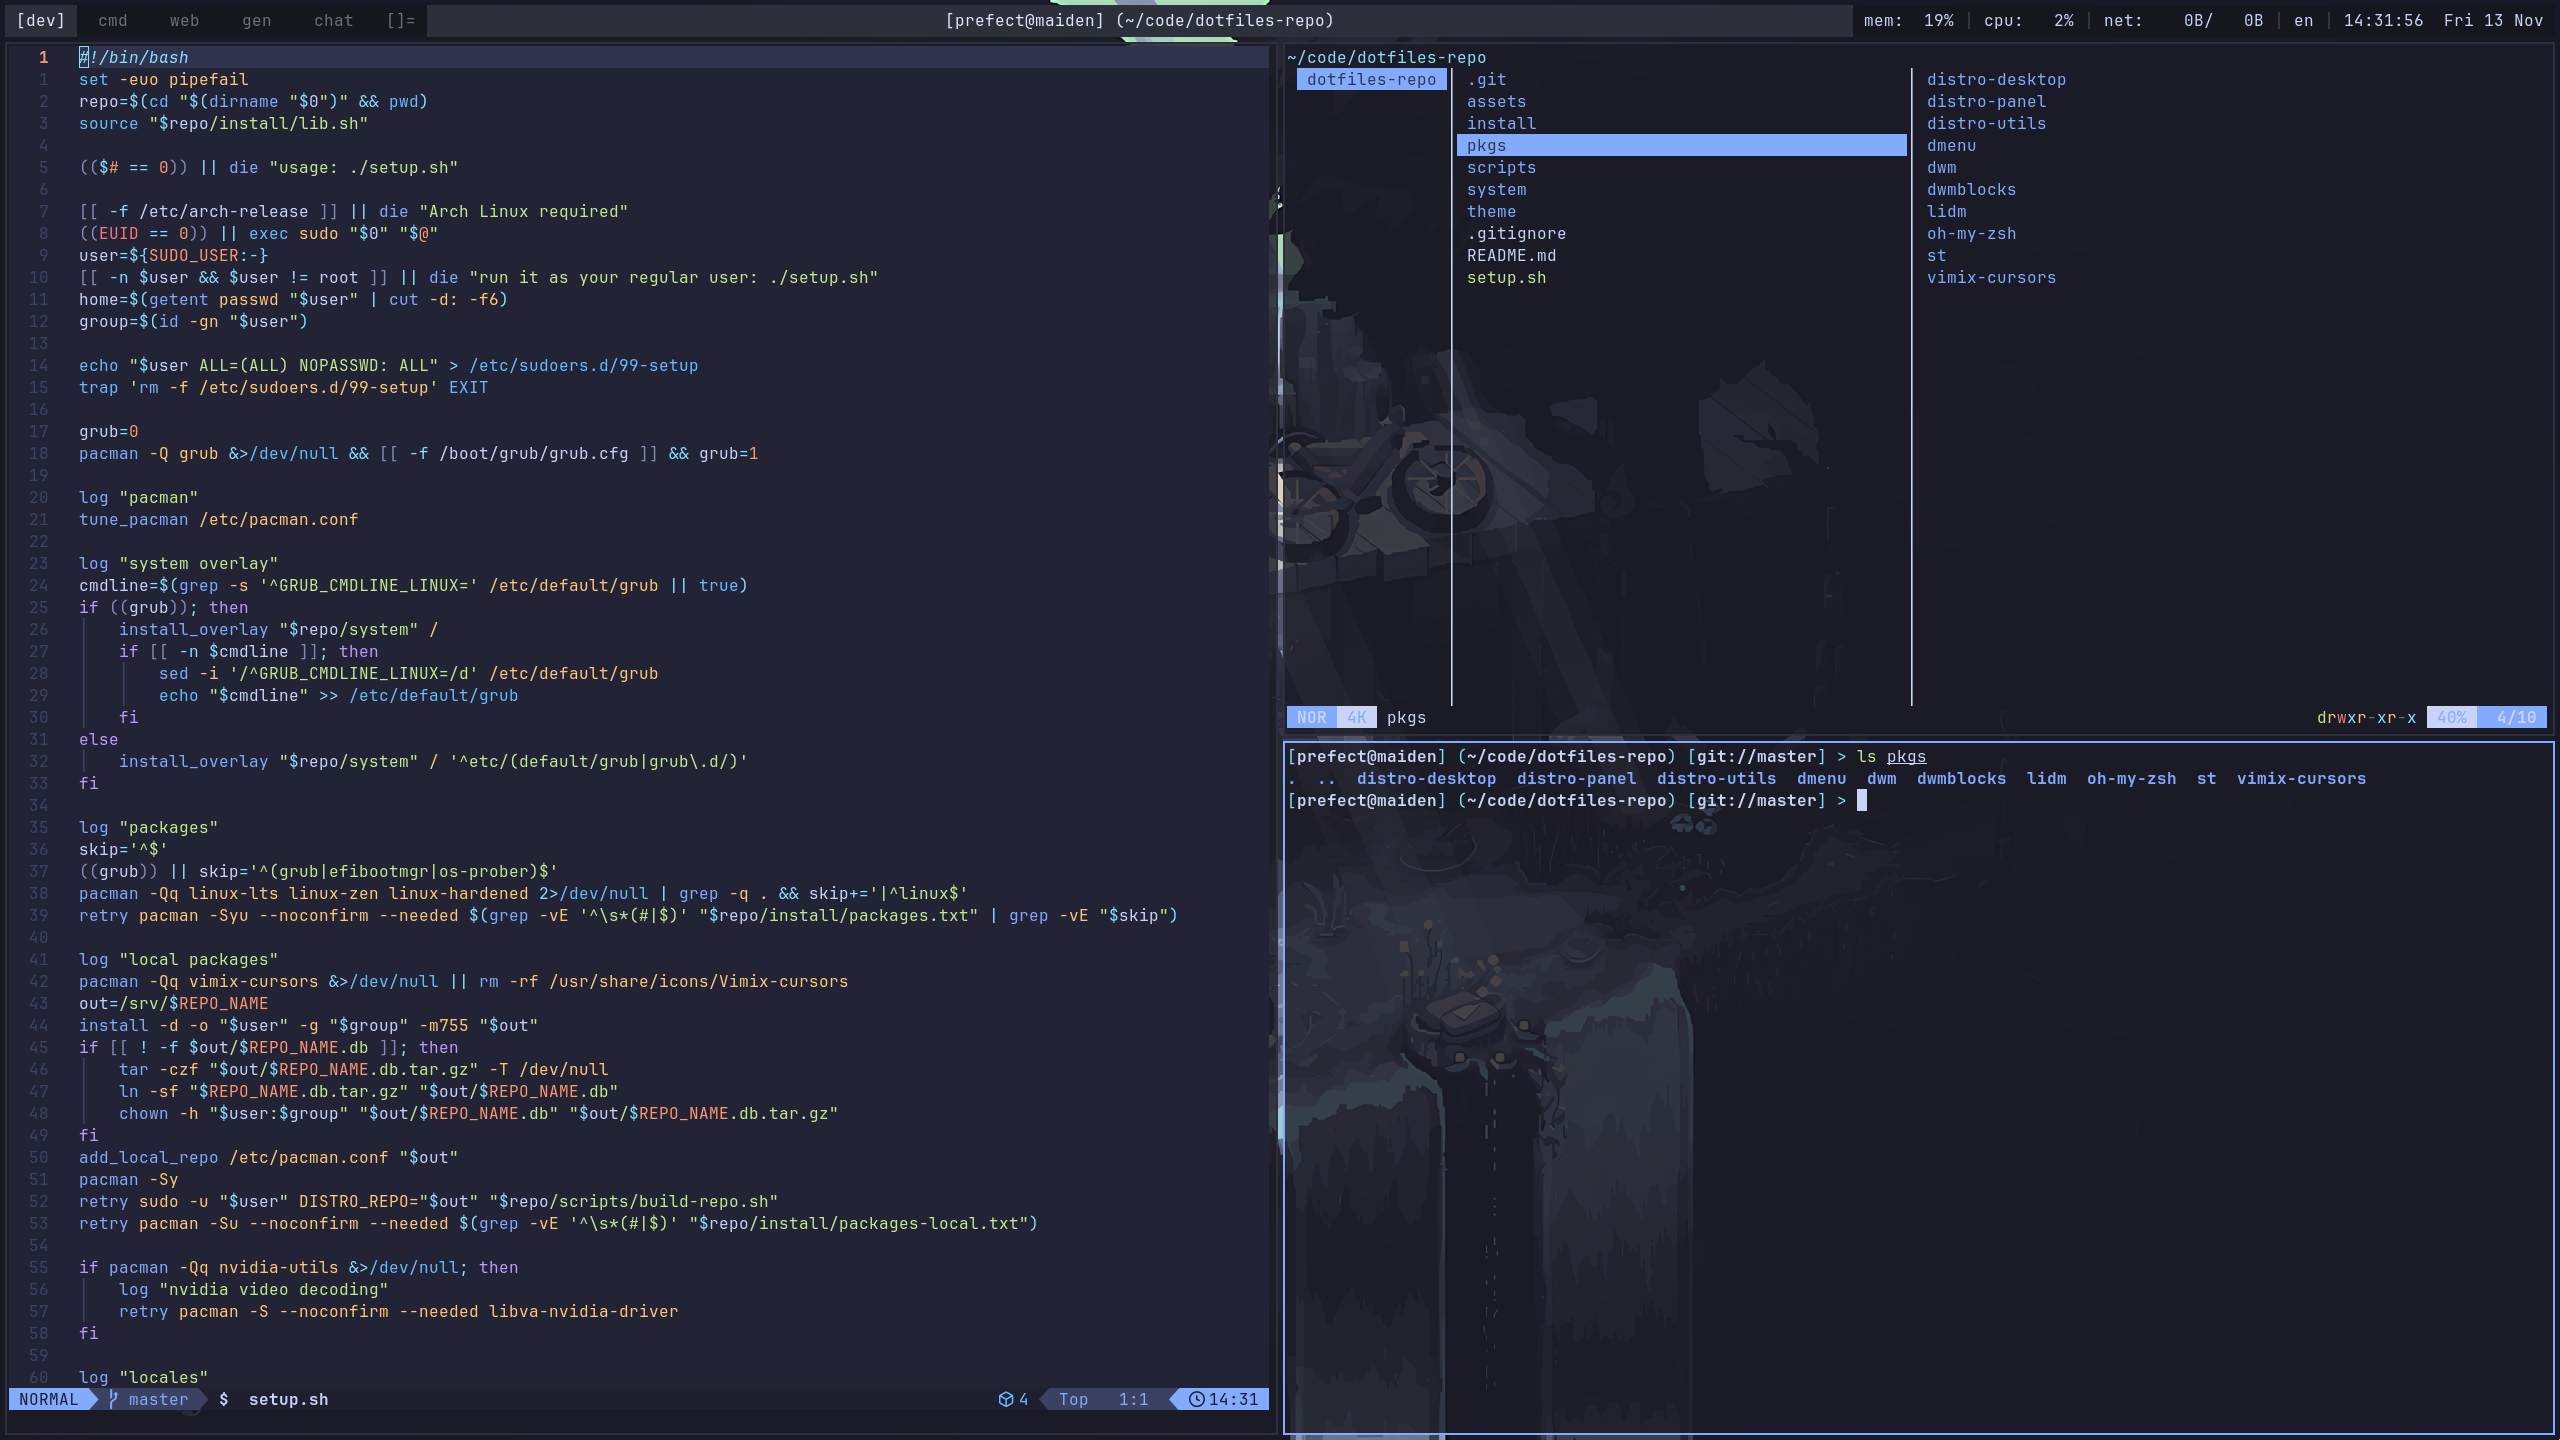 [dev] cmd web gen chat []= [prefect@maiden] (~/code/dotfiles-repo) mem: 19% | cpu: 2% | net: 0B/ 0B | en | 14:31:56 Fri 13 Nov
1 #!/bin/bash
1 set -euo pipefail
2 repo=$(cd "$(dirname "$0")" && pwd)
3 source "$repo/install/lib.sh"
4
5 (($# == 0)) || die "usage: ./setup.sh"
6
7 [[ -f /etc/arch-release ]] || die "Arch Linux required"
8 ((EUID == 0)) || exec sudo "$0" "$@"
9 user=${SUDO_USER:-}
10 [[ -n $user && $user != root ]] || die "run it as your regular user: ./setup.sh"
11 home=$(getent passwd "$user" | cut -d: -f6)
12 group=$(id -gn "$user")
13
14 echo "$user ALL=(ALL) NOPASSWD: ALL" > /etc/sudoers.d/99-setup
15 trap 'rm -f /etc/sudoers.d/99-setup' EXIT
16
17 grub=0
18 pacman -Q grub &>/dev/null && [[ -f /boot/grub/grub.cfg ]] && grub=1
19
20 log "pacman"
21 tune_pacman /etc/pacman.conf
22
23 log "system overlay"
24 cmdline=$(grep -s '^GRUB_CMDLINE_LINUX=' /etc/default/grub || true)
25 if ((grub)); then
26 install_overlay "$repo/system" /
27 if [[ -n $cmdline ]]; then
28 sed -i '/^GRUB_CMDLINE_LINUX=/d' /etc/default/grub
29 echo "$cmdline" >> /etc/default/grub
30 fi
31 else
32 install_overlay "$repo/system" / '^etc/(default/grub|grub\.d/)'
33 fi
34
35 log "packages"
36 skip='^$'
37 ((grub)) || skip='^(grub|efibootmgr|os-prober)$'
38 pacman -Qq linux-lts linux-zen linux-hardened 2>/dev/null | grep -q . && skip+='|^linux$'
39 retry pacman -Syu --noconfirm --needed $(grep -vE '^\s*(#|$)' "$repo/install/packages.txt" | grep -vE "$skip")
40
41 log "local packages"
42 pacman -Qq vimix-cursors &>/dev/null || rm -rf /usr/share/icons/Vimix-cursors
43 out=/srv/$REPO_NAME
44 install -d -o "$user" -g "$group" -m755 "$out"
45 if [[ ! -f $out/$REPO_NAME.db ]]; then
46 tar -czf "$out/$REPO_NAME.db.tar.gz" -T /dev/null
47 ln -sf "$REPO_NAME.db.tar.gz" "$out/$REPO_NAME.db"
48 chown -h "$user:$group" "$out/$REPO_NAME.db" "$out/$REPO_NAME.db.tar.gz"
49 fi
50 add_local_repo /etc/pacman.conf "$out"
51 pacman -Sy
52 retry sudo -u "$user" DISTRO_REPO="$out" "$repo/scripts/build-repo.sh"
53 retry pacman -Su --noconfirm --needed $(grep -vE '^\s*(#|$)' "$repo/install/packages-local.txt")
54
55 if pacman -Qq nvidia-utils &>/dev/null; then
56 log "nvidia video decoding"
57 retry pacman -S --noconfirm --needed libva-nvidia-driver
58 fi
59
60 log "locales"
NORMAL master $ setup.sh 4 Top 1:1 14:31
~/code/dotfiles-repo
dotfiles-repo
.git
assets
install
pkgs
scripts
system
theme
.gitignore
README.md
setup.sh
distro-desktop
distro-panel
distro-utils
dmenu
dwm
dwmblocks
lidm
oh-my-zsh
st
vimix-cursors
NOR 4K pkgs drwxr-xr-x 40% 4/10
[prefect@maiden] (~/code/dotfiles-repo) [git://master] > ls pkgs
. .. distro-desktop distro-panel distro-utils dmenu dwm dwmblocks lidm oh-my-zsh st vimix-cursors
[prefect@maiden] (~/code/dotfiles-repo) [git://master] >